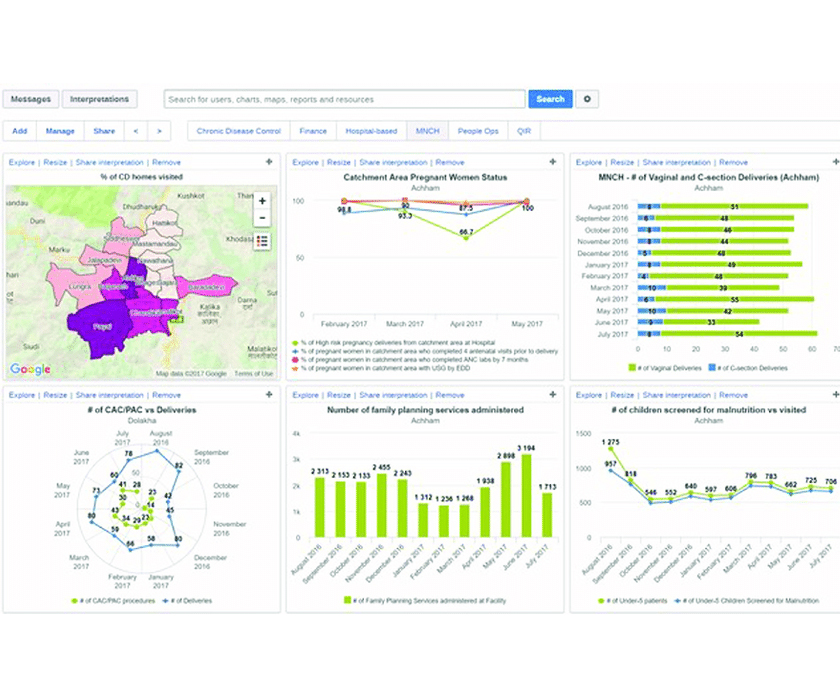 Messages Interpretations Search for users, charts, maps, reports and resources Search
Add Manage Share < > Chronic Disease Control Finance Hospital-based MNCH People Ops QIR
Explore | Resize | Share interpretation | Remove
% of CD homes visited
Kushkot
Dhudharukot
Duni
Hamtkot
Siddheswar
Mastamandau
Khodasa
Marku
Jalapadevi
Nawathana
Lungra
Kalika
Darna
Payal
Siudi
Google
Map data ©2017 Google Terms of Use
Explore | Resize | Share interpretation | Remove
Catchment Area Pregnant Women Status
Achham
100
50
0
98.8
90
93.3
87.5
66.7
100
February 2017 March 2017 April 2017 May 2017
% of High risk pregnancy deliveries from catchment area at Hospital
% of pregnant women in catchment area who completed 4 antenatal visits prior to delivery
% of pregnant women in catchment area who completed ANC labs by 7 months
% of pregnant women in catchment area with USG by EDD
Explore | Resize | Share interpretation | Remove
MNCH - # of Vaginal and C-section Deliveries (Achham)
Achham
August 2016 8 51
September 2016 6 48
October 2016 8 46
November 2016 8 44
December 2016 5 48
January 2017 8 49
February 2017 4 48
March 2017 10 39
April 2017 6 55
May 2017 10 42
June 2017 9 33
July 2017 8 54
0 10 20 30 40 50 60
# of Vaginal Deliveries # of C-section Deliveries
Explore | Resize | Share interpretation | Remove
# of CAC/PAC vs Deliveries
Dolakha
July 2017
August 2016
September 2016
October 2016
November 2016
December 2016
January 2017
February 2017
March 2017
April 2017
May 2017
June 2017
78
82
42
45
80
58
66
59
80
73
60
50
0
41
28
23
14
23
29
34
43
30
# of CAC/PAC procedures # of Deliveries
Explore | Resize | Share interpretation | Remove
Number of family planning services administered
Achham
4k
3k
2k
1k
0
2 313
2 153
2 133
2 455
2 243
1 312
1 236
1 268
1 938
2 898
3 194
1 713
August 2016 September 2016 October 2016 November 2016 December 2016 January 2017 February 2017 March 2017 April 2017 May 2017 June 2017 July 2017
# of Family Planning Services administered at Facility
Explore | Resize | Share interpretation | Remove
# of children screened for malnutrition vs visited
Achham
1500
1000
500
0
1 275
957
818
546
552
640
597
606
796
783
662
725
706
August 2016 September 2016 October 2016 November 2016 December 2016 January 2017 February 2017 March 2017 April 2017 May 2017 June 2017 July 2017
# of Under-5 patients # of Under-5 Children Screened for Malnutrition